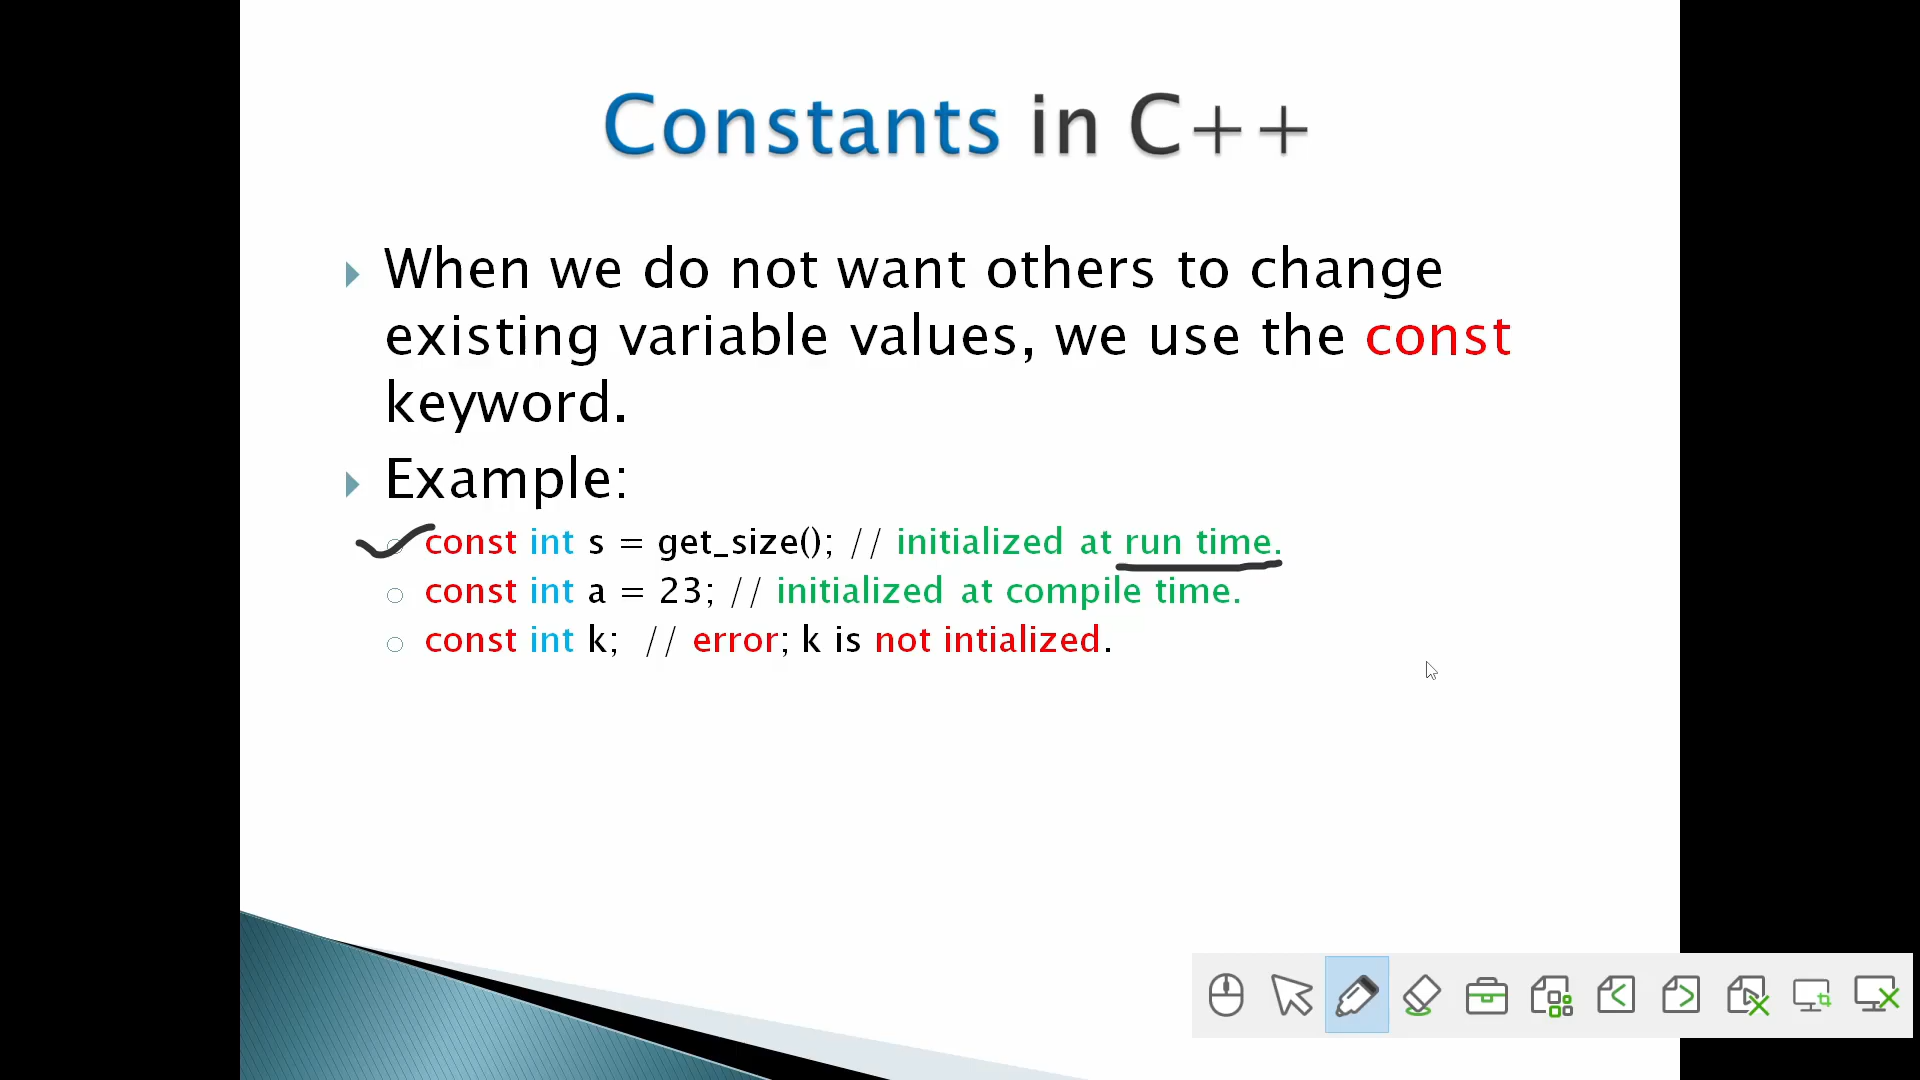 Constants in C++
When we do not want others to change
existing variable values, we use the const
keyword.
Example:
const int s = get_size(); // initialized at run time.
const int a = 23; // initialized at compile time.
const int k; // error; k is not intialized.